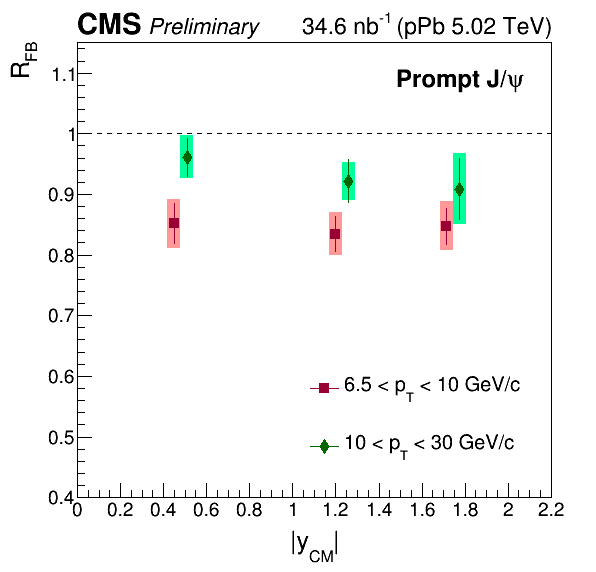 CMS Preliminary 34.6 nb⁻¹ (pPb 5.02 TeV)
R_FB
Prompt J/ψ
1.1
1
0.9
0.8
0.7
0.6
0.5
0.4
6.5 < p_T < 10 GeV/c
10 < p_T < 30 GeV/c
0 0.2 0.4 0.6 0.8 1 1.2 1.4 1.6 1.8 2 2.2
|y_CM|